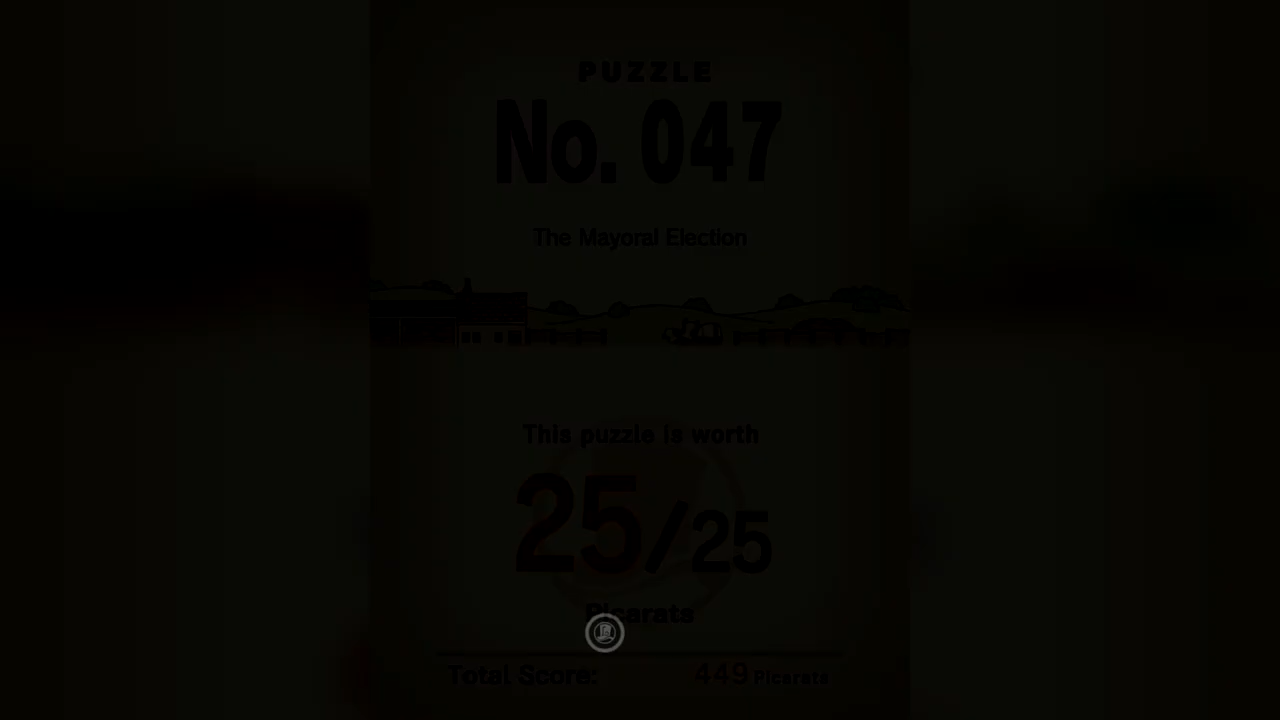 PUZZLE
No. 047
The Mayoral Election
This puzzle is worth
25/25
Picarats
Total Score: 449 Picarats